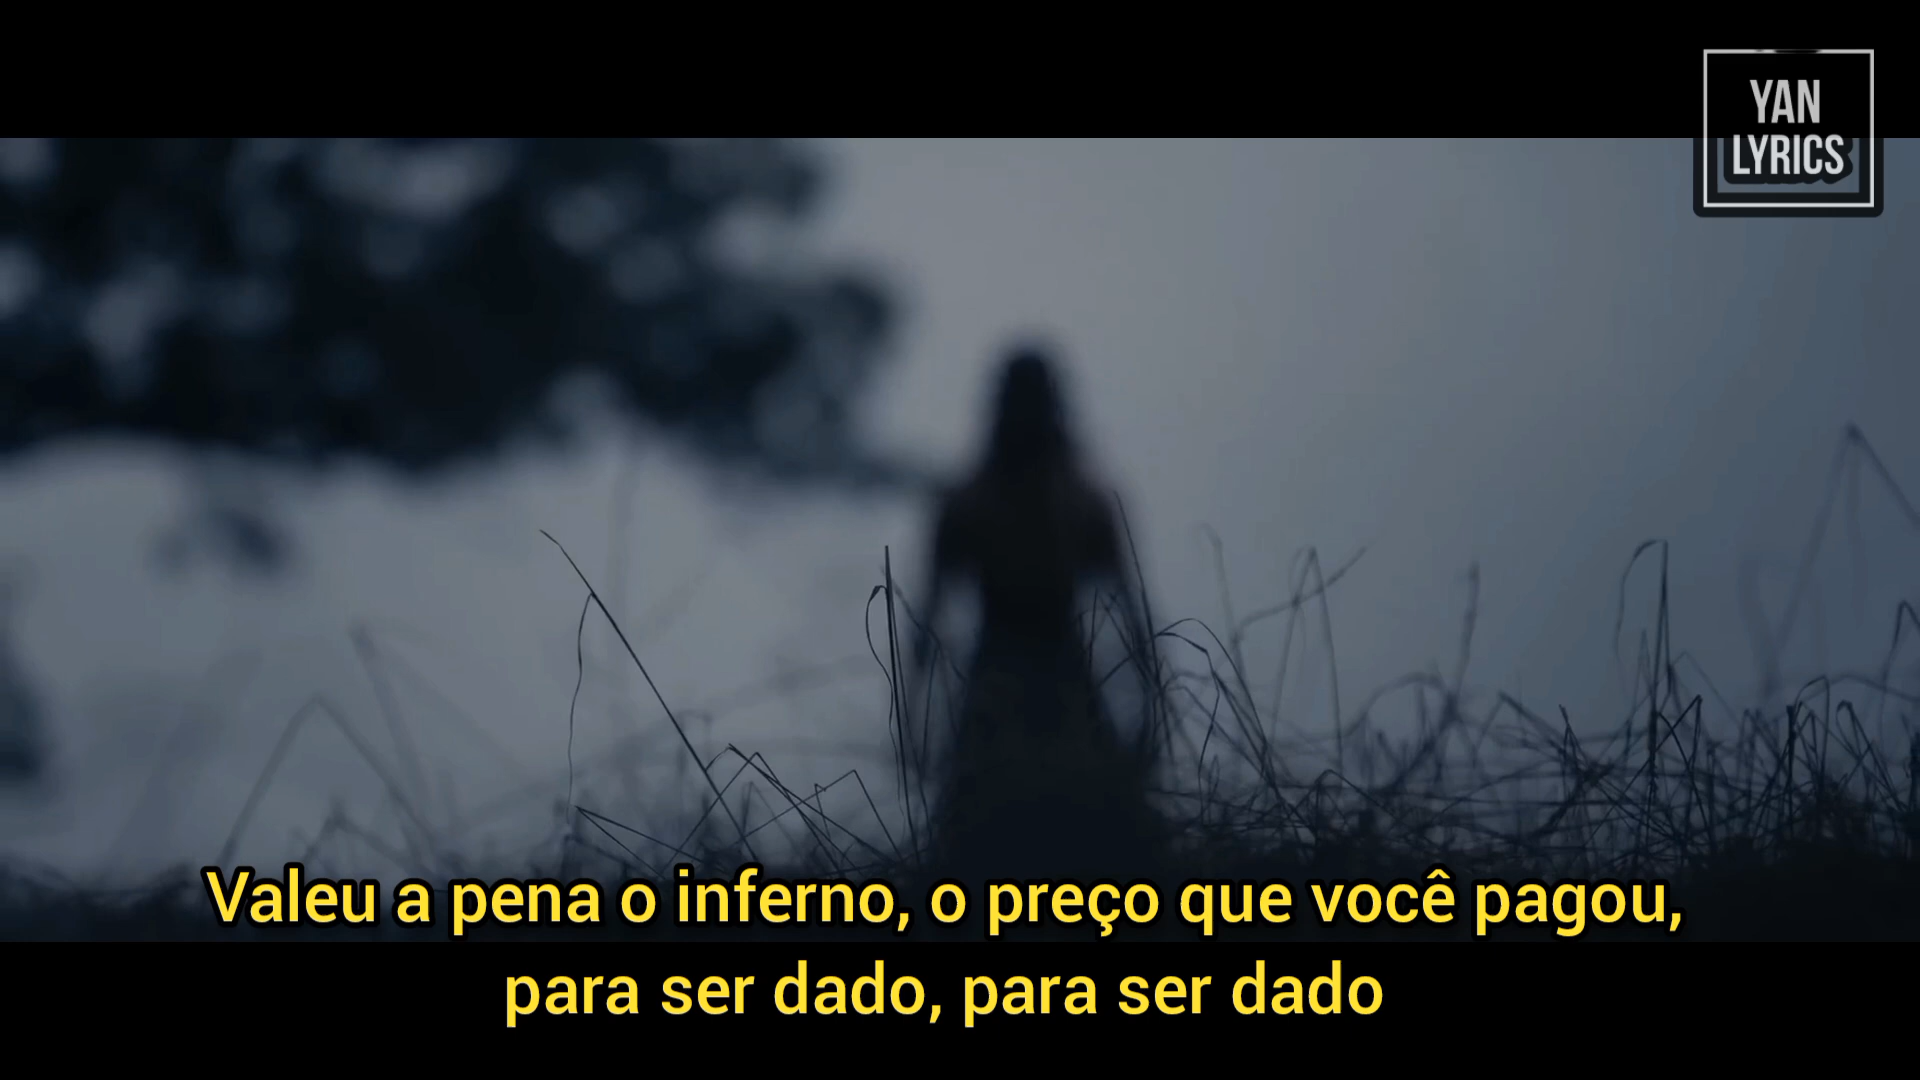 YAN
LYRICS
Valeu a pena o inferno, o preço que você pagou,
para ser dado, para ser dado